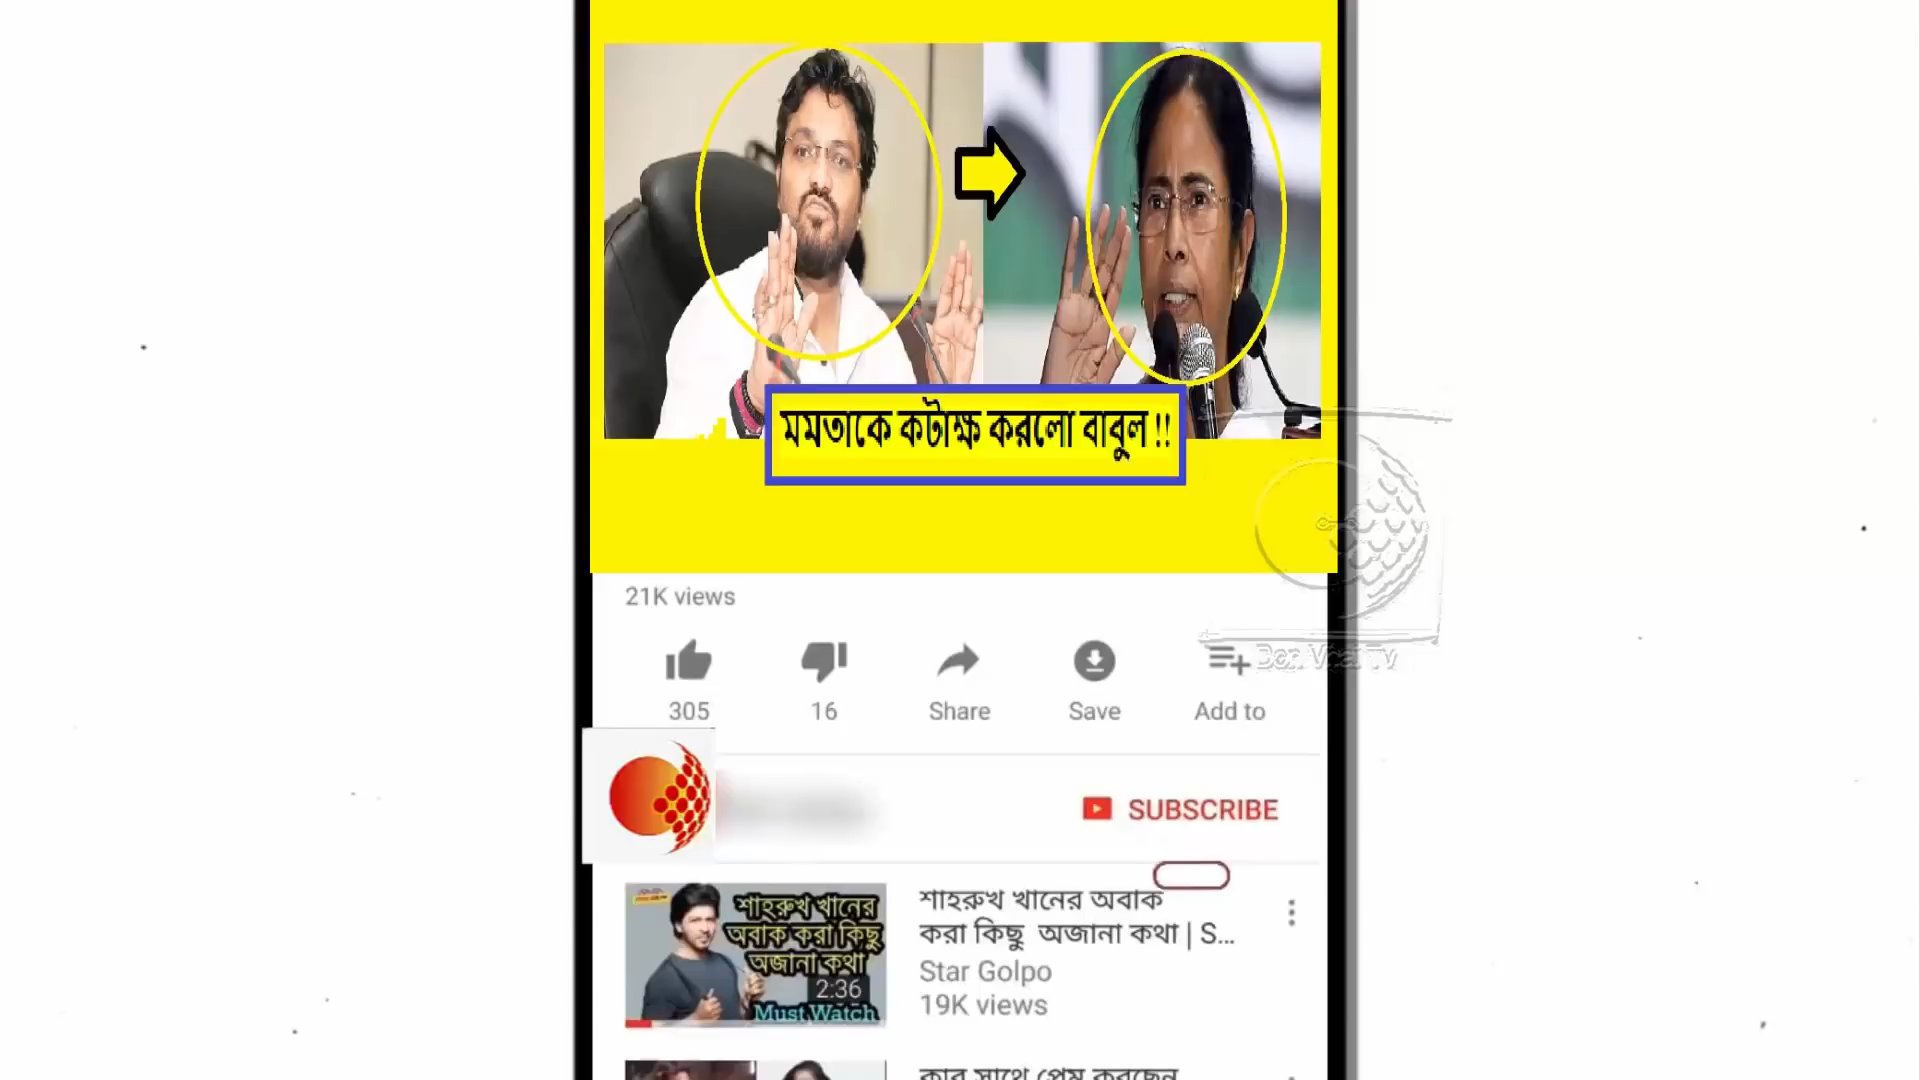 মমতাকে কটাক্ষ করলো বাবুল !!
21K views
305
16
Share
Save
Add to
SUBSCRIBE
শাহরুখ খানের
অবাক করা কিছু
অজানা কথা
2:36
Must Watch
শাহরুখ খানের অবাক
করা কিছু অজানা কথা | S...
Star Golpo
19K views
কার সাথে প্রেম করছেন